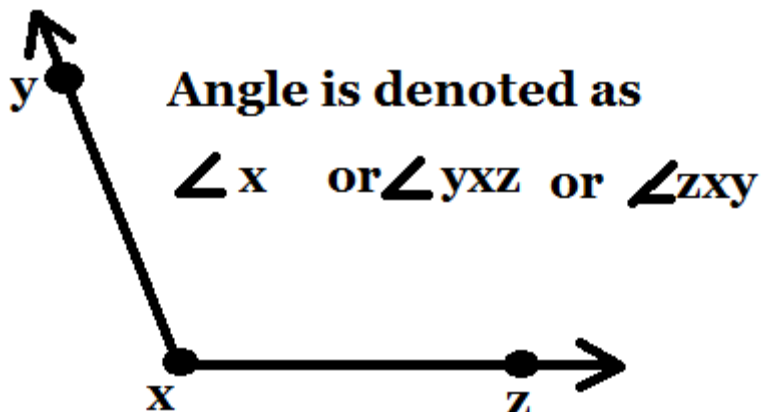 y
Angle is denoted as
∠ x or ∠ yxz or ∠zxy
x
z